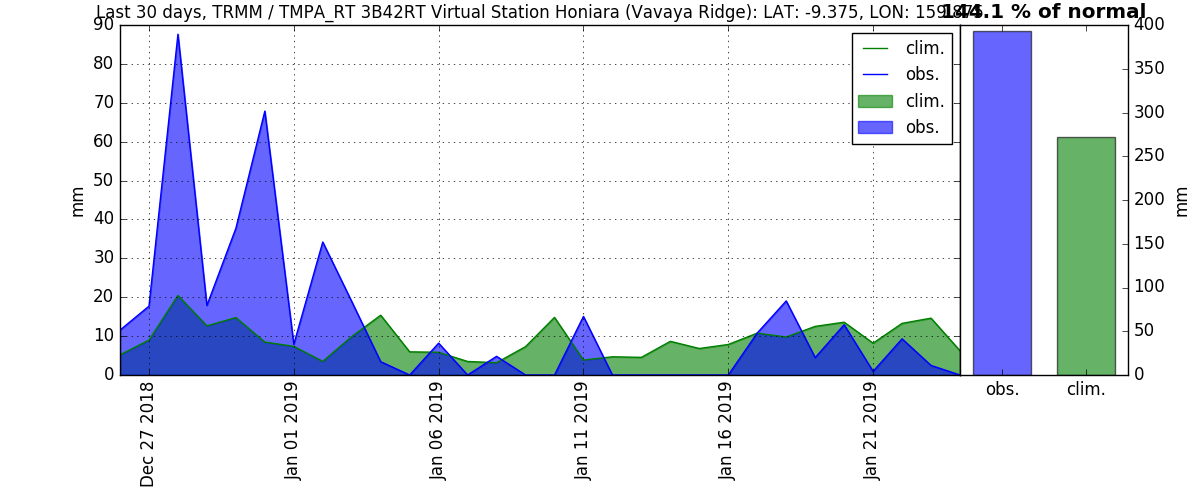 Last 30 days, TRMM / TMPA_RT 3B42RT Virtual Station Honiara (Vavaya Ridge): LAT: -9.375, LON:
144.1 % of normal
90
80
70
60
50
40
30
20
10
0
mm
clim.
obs.
clim.
obs.
400
350
300
250
200
150
100
50
0
mm
Dec 27 2018
Jan 01 2019
Jan 06 2019
Jan 11 2019
Jan 16 2019
Jan 21 2019
obs.
clim.